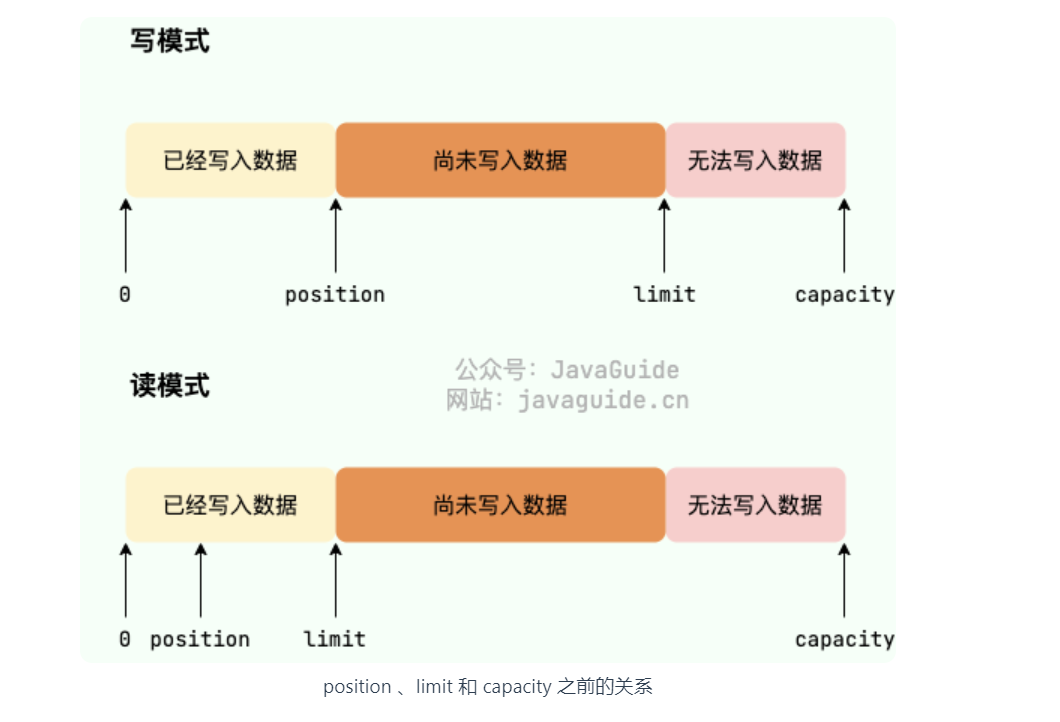 写模式
已经写入数据 尚未写入数据 无法写入数据
0 position limit capacity
公众号：JavaGuide
网站：javaguide.cn
读模式
已经写入数据 尚未写入数据 无法写入数据
0 position limit capacity
position 、limit 和 capacity 之前的关系